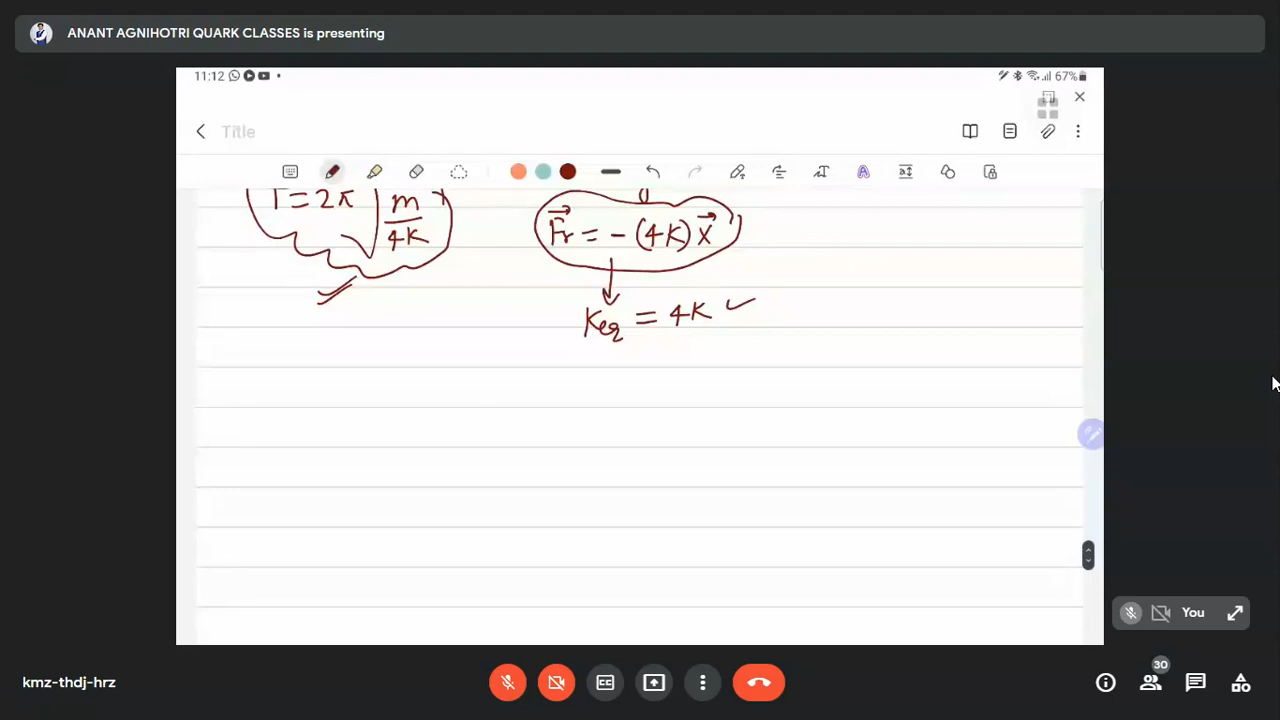 ANANT AGNIHOTRI QUARK CLASSES is presenting
11:12
67%
Title
T = 2π √(m/4K)
F⃗r = - (4K) x⃗
Keq = 4K ✓
You
kmz-thdj-hrz
CC
30